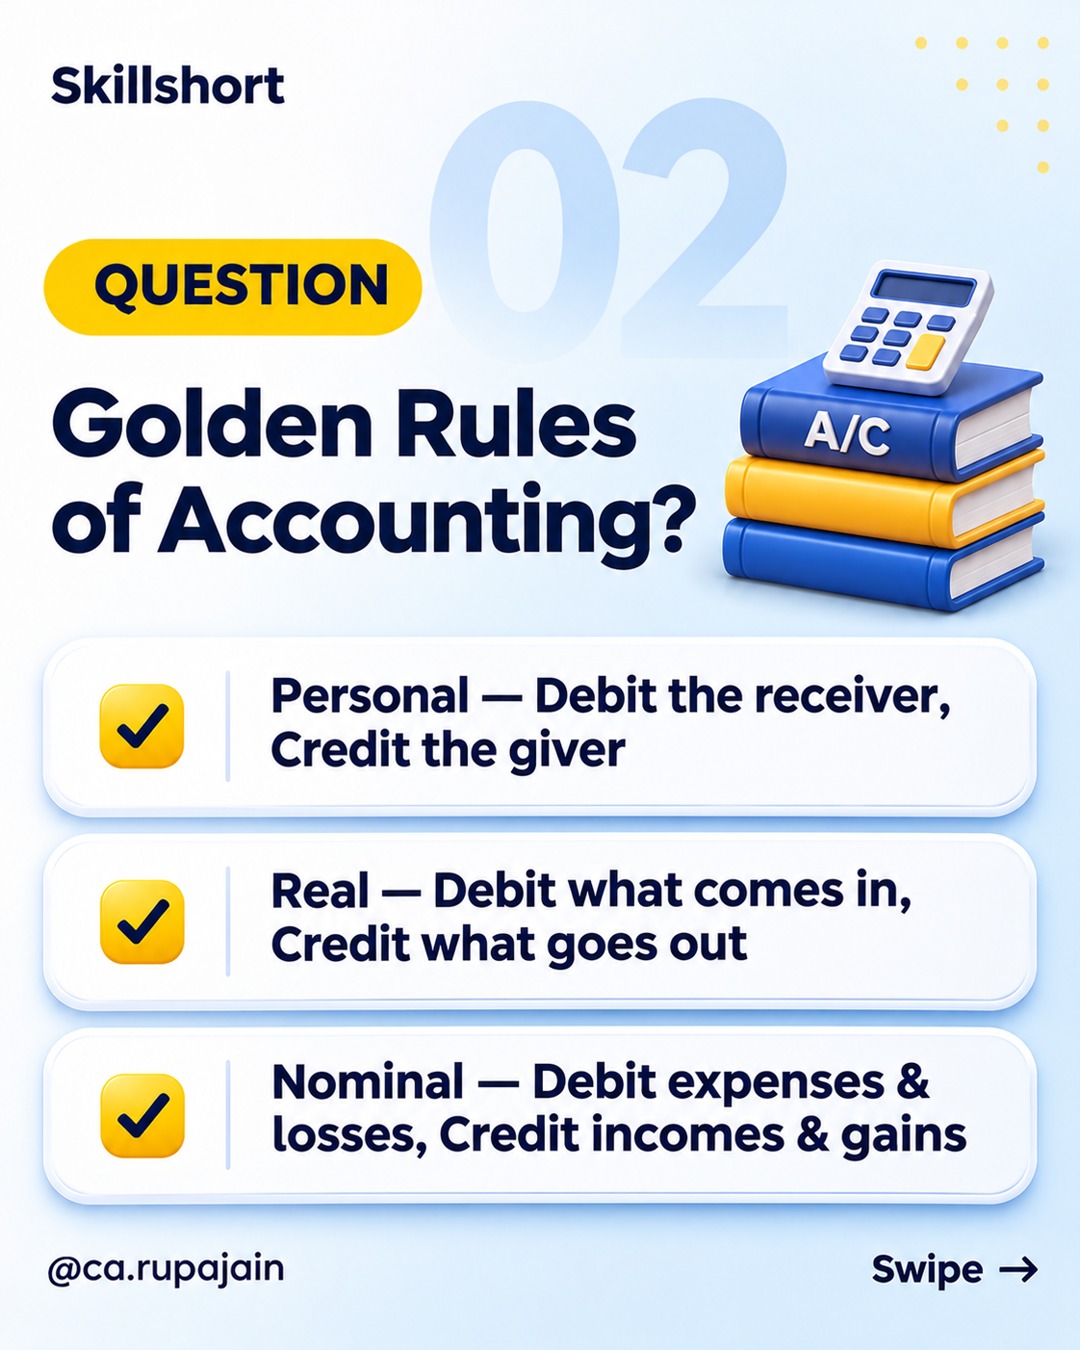 Skillshort
02
QUESTION
Golden Rules
of Accounting?
A/C
Personal — Debit the receiver,
Credit the giver
Real — Debit what comes in,
Credit what goes out
Nominal — Debit expenses &
losses, Credit incomes & gains
@ca.rupajain
Swipe →